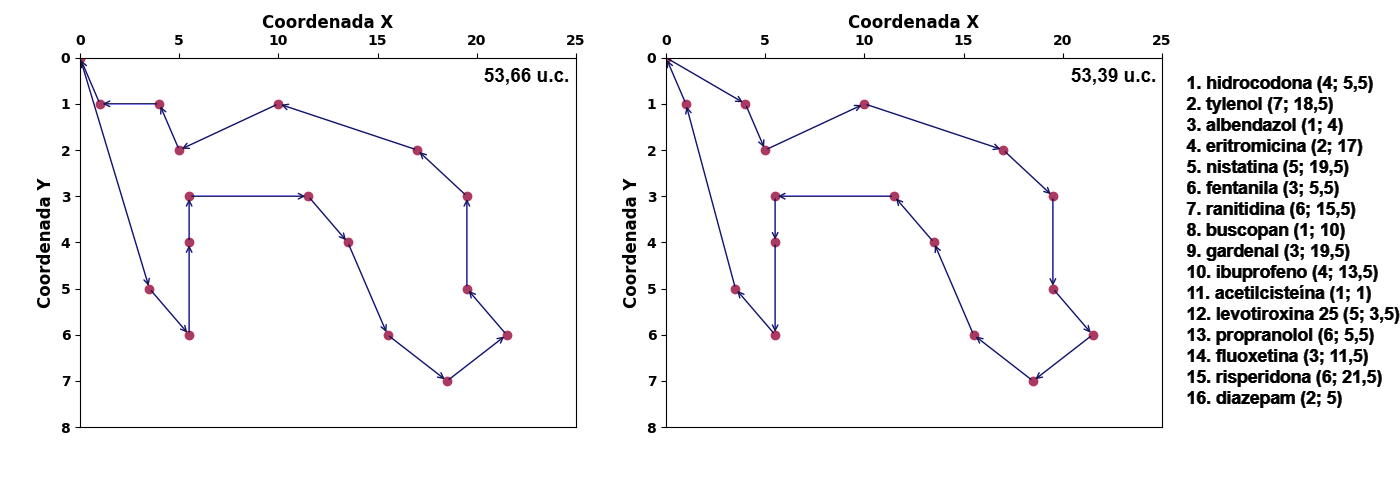 Coordenada X
0 5 10 15 20 25
53,66 u.c.
Coordenada Y
0
1
2
3
4
5
6
7
8
Coordenada X
0 5 10 15 20 25
53,39 u.c.
Coordenada Y
0
1
2
3
4
5
6
7
8
1. hidrocodona (4; 5,5)
2. tylenol (7; 18,5)
3. albendazol (1; 4)
4. eritromicina (2; 17)
5. nistatina (5; 19,5)
6. fentanila (3; 5,5)
7. ranitidina (6; 15,5)
8. buscopan (1; 10)
9. gardenal (3; 19,5)
10. ibuprofeno (4; 13,5)
11. acetilcisteína (1; 1)
12. levotiroxina 25 (5; 3,5)
13. propranolol (6; 5,5)
14. fluoxetina (3; 11,5)
15. risperidona (6; 21,5)
16. diazepam (2; 5)